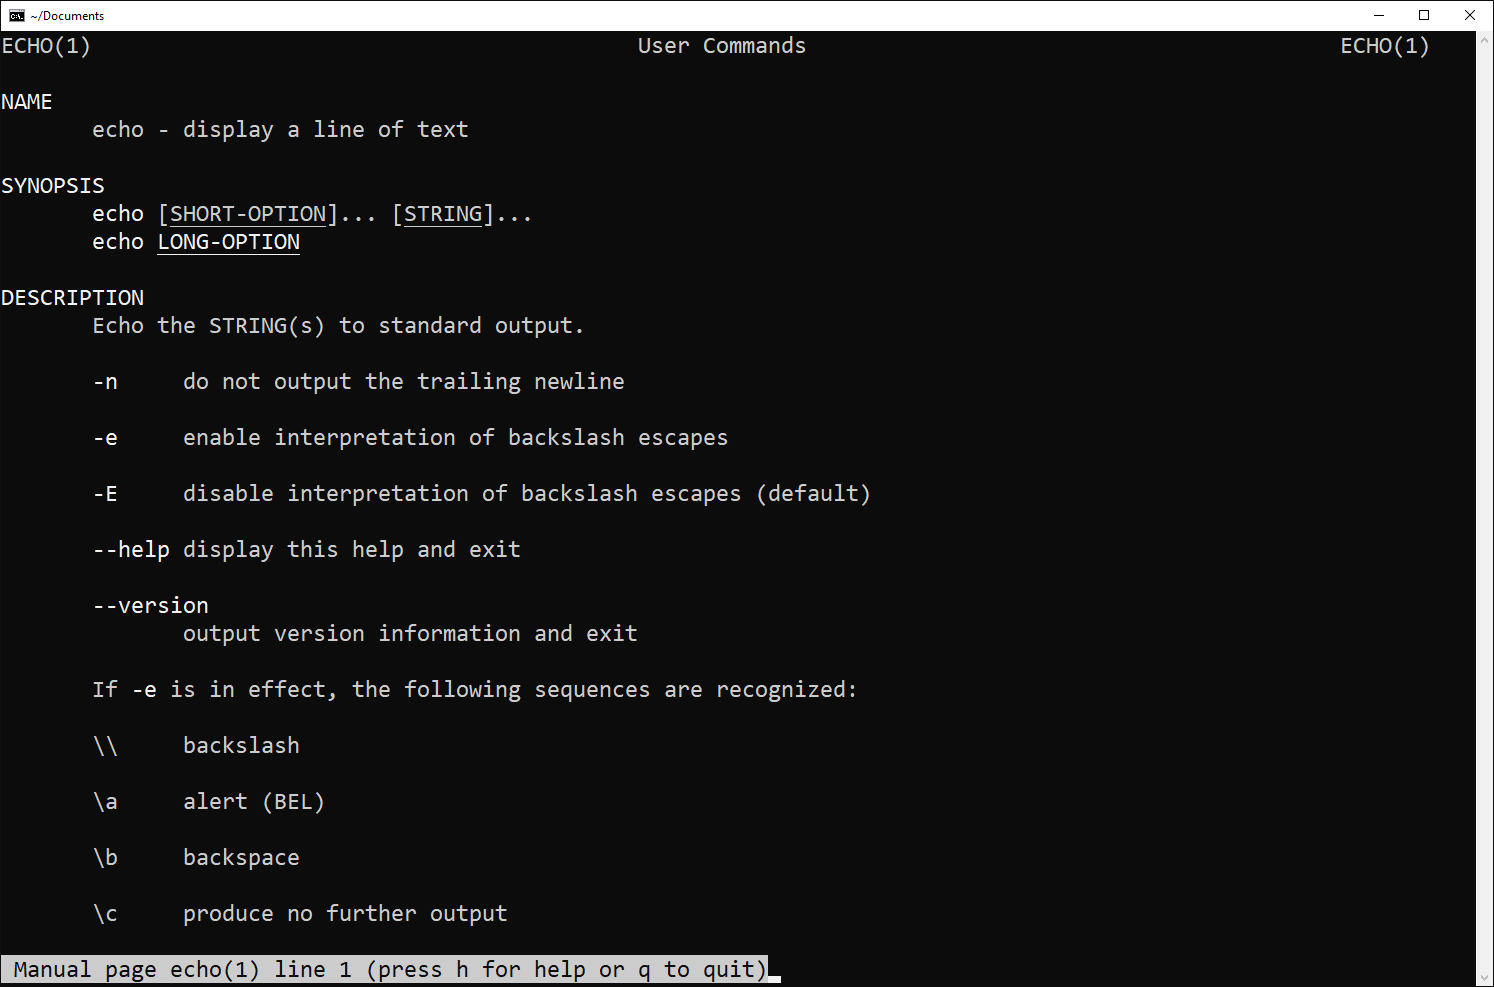 ~/Documents
ECHO(1) User Commands ECHO(1)
NAME
echo - display a line of text
SYNOPSIS
echo [SHORT-OPTION]... [STRING]...
echo LONG-OPTION
DESCRIPTION
Echo the STRING(s) to standard output.
-n do not output the trailing newline
-e enable interpretation of backslash escapes
-E disable interpretation of backslash escapes (default)
--help display this help and exit
--version
output version information and exit
If -e is in effect, the following sequences are recognized:
\\ backslash
\a alert (BEL)
\b backspace
\c produce no further output
Manual page echo(1) line 1 (press h for help or q to quit)